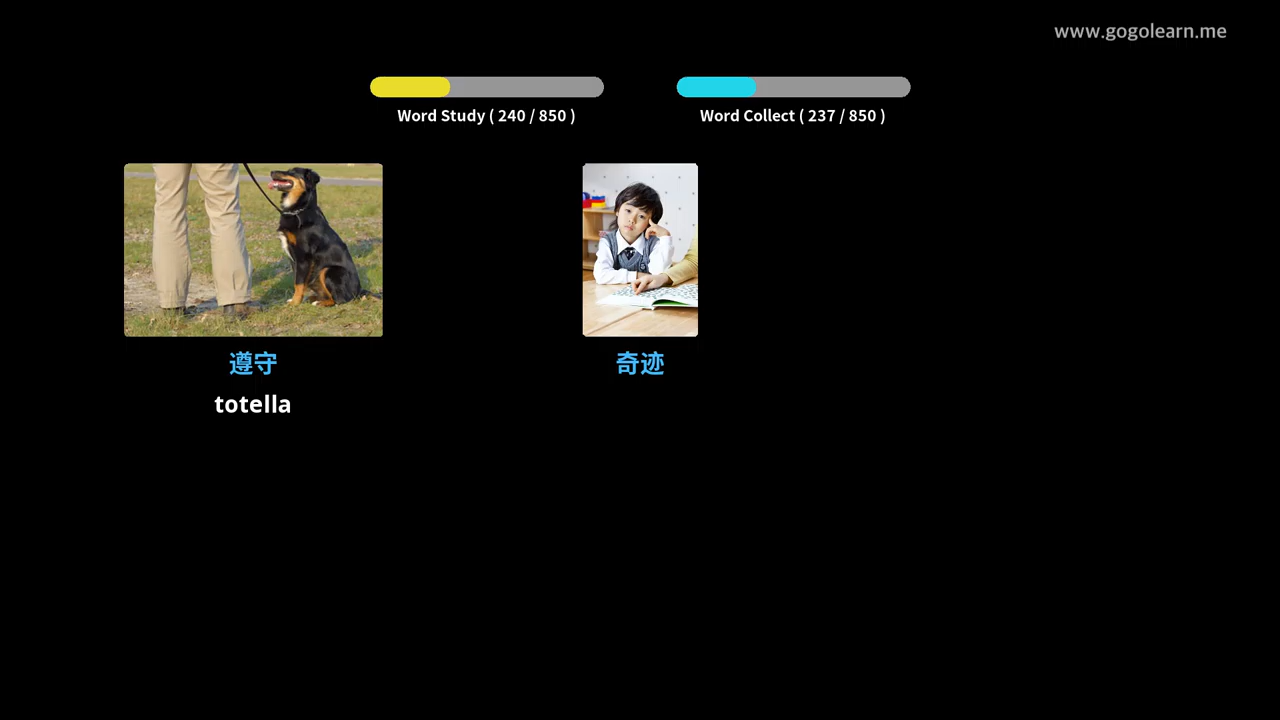 www.gogolearn.me
Word Study ( 240 / 850 )
Word Collect ( 237 / 850 )
遵守
奇迹
totella